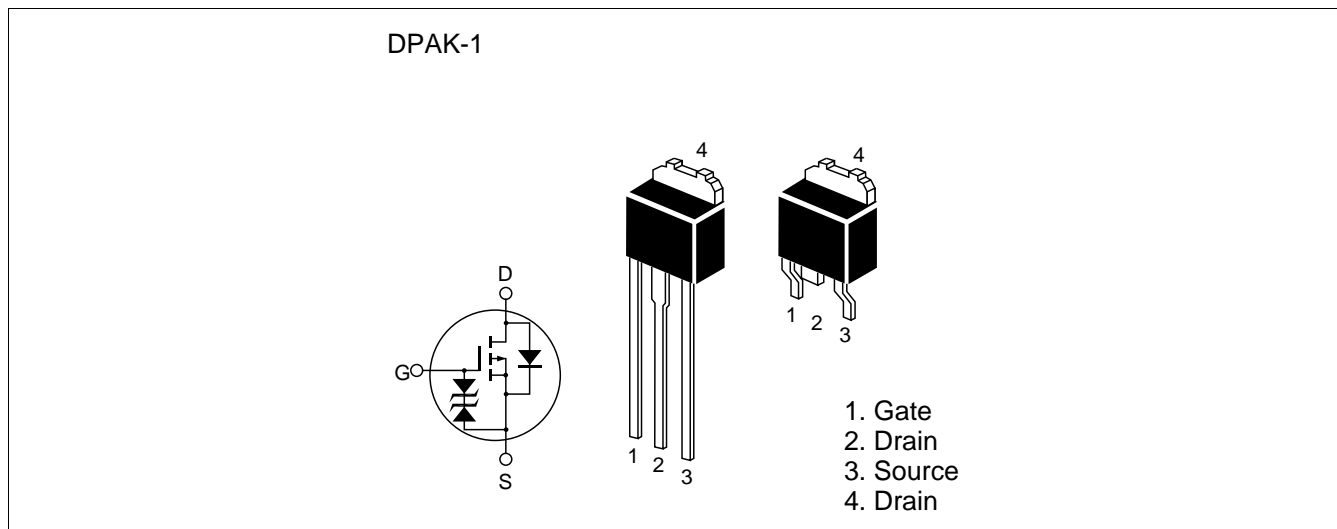 DPAK-1
4
4
D
G
S
1
2
3
1
2
3
1. Gate
2. Drain
3. Source
4. Drain